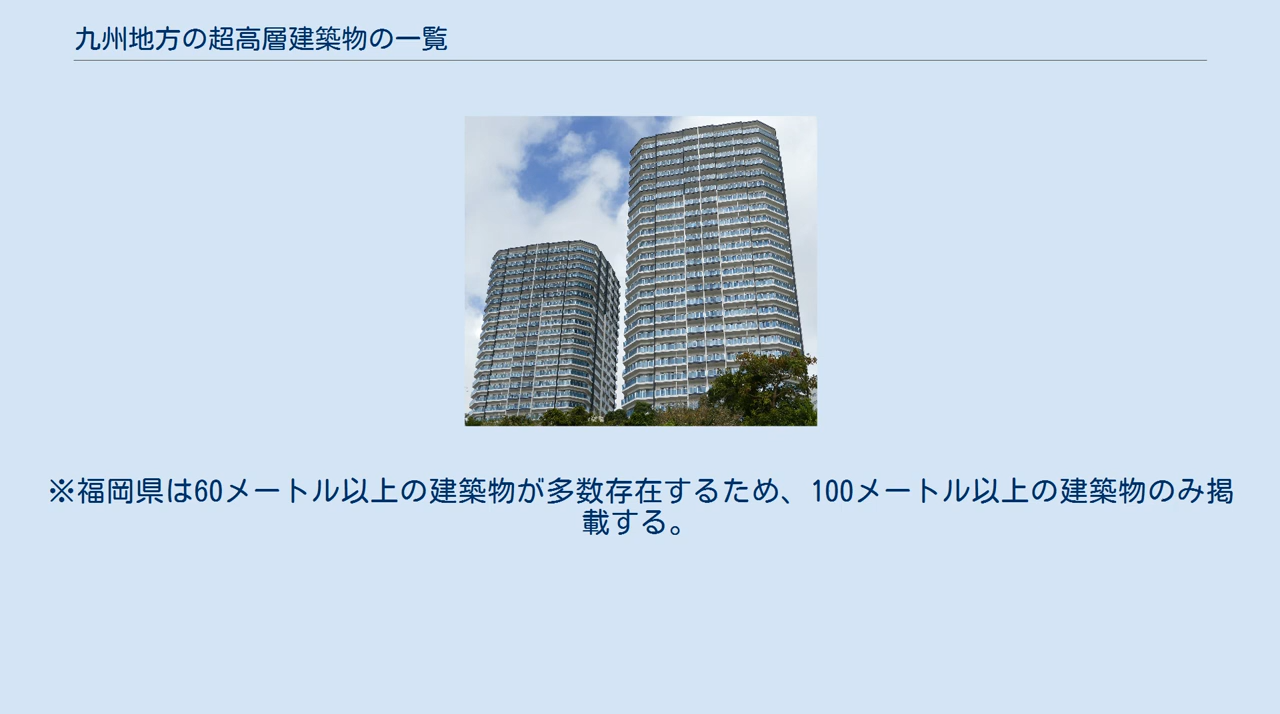 九州地方の超高層建築物の一覧
※福岡県は60メートル以上の建築物が多数存在するため、100メートル以上の建築物のみ掲
載する。